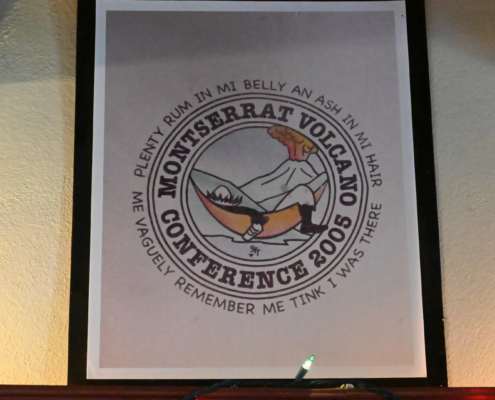 PLENTY RUM IN MI BELLY AN ASH IN MI HAIR
MONTSERRAT VOLCANO
CONFERENCE 2005
ME VAGUELY REMEMBER ME TINK I WAS THERE